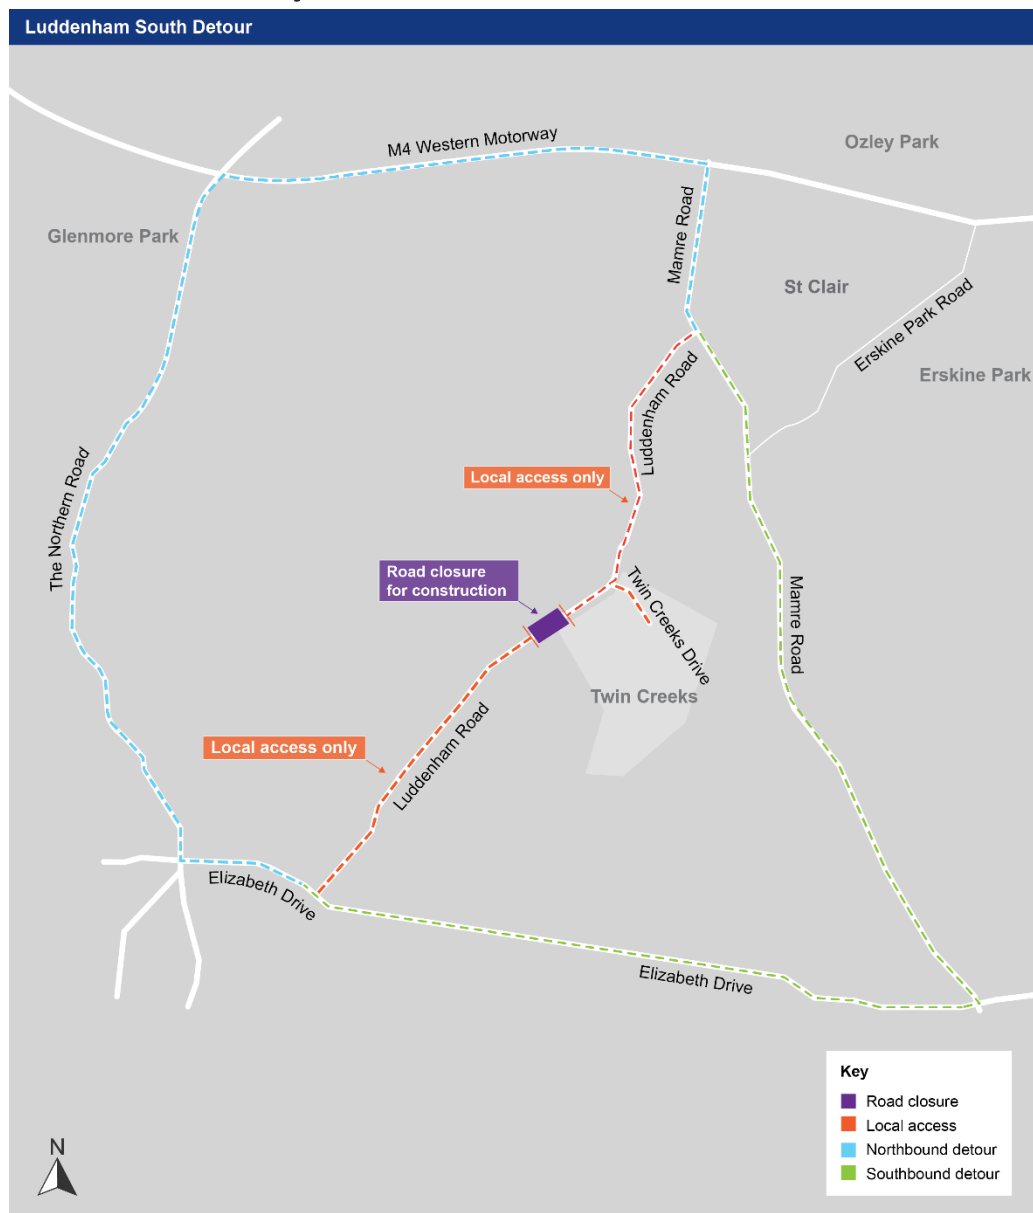 Luddenham South Detour
M4 Western Motorway
Ozley Park
Mamre Road
Glenmore Park
St Clair
Erskine Park Road
Erskine Park
Luddenham Road
The Northern Road
Local access only
Road closure
for construction
Twin Creeks Drive
Mamre Road
Twin Creeks
Luddenham Road
Local access only
Elizabeth Drive
Elizabeth Drive
Key
Road closure
Local access
Northbound detour
Southbound detour
N